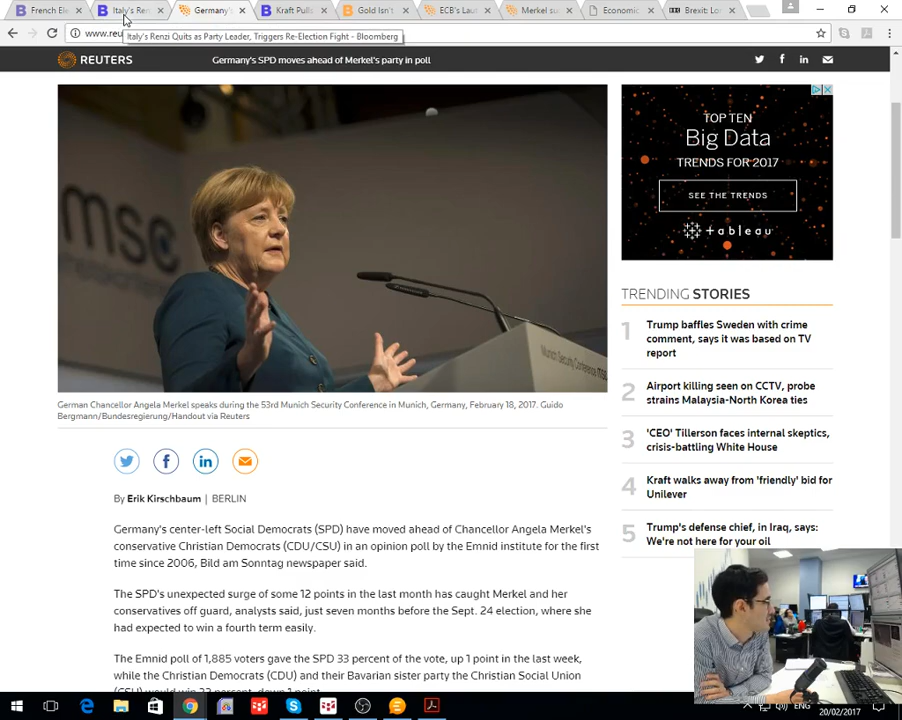 French Ele
Italy's Ren
Germany's
Kraft Pulls
Gold Isn't
ECB's Lau
Merkel su
Economic
Brexit: Lo
www.reu
Italy's Renzi Quits as Party Leader, Triggers Re-Election Fight - Bloomberg
REUTERS
Germany's SPD moves ahead of Merkel's party in poll
msc
Munich Security Conference
TOP TEN
Big Data
TRENDS FOR 2017
SEE THE TRENDS
+ableau
German Chancellor Angela Merkel speaks during the 53rd Munich Security Conference in Munich, Germany, February 18, 2017. Guido
Bergmann/Bundesregierung/Handout via Reuters
By Erik Kirschbaum | BERLIN
Germany's center-left Social Democrats (SPD) have moved ahead of Chancellor Angela Merkel's
conservative Christian Democrats (CDU/CSU) in an opinion poll by the Emnid institute for the first
time since 2006, Bild am Sonntag newspaper said.
The SPD's unexpected surge of some 12 points in the last month has caught Merkel and her
conservatives off guard, analysts said, just seven months before the Sept. 24 election, where she
had expected to win a fourth term easily.
The Emnid poll of 1,885 voters gave the SPD 33 percent of the vote, up 1 point in the last week,
while the Christian Democrats (CDU) and their Bavarian sister party the Christian Social Union
(CSU) would win 32 percent, down 1 point.
TRENDING STORIES
1 Trump baffles Sweden with crime
comment, says it was based on TV
report
2 Airport killing seen on CCTV, probe
strains Malaysia-North Korea ties
3 'CEO' Tillerson faces internal skeptics,
crisis-battling White House
4 Kraft walks away from 'friendly' bid for
Unilever
5 Trump's defense chief, in Iraq, says:
We're not here for your oil
ENG
20/02/2017